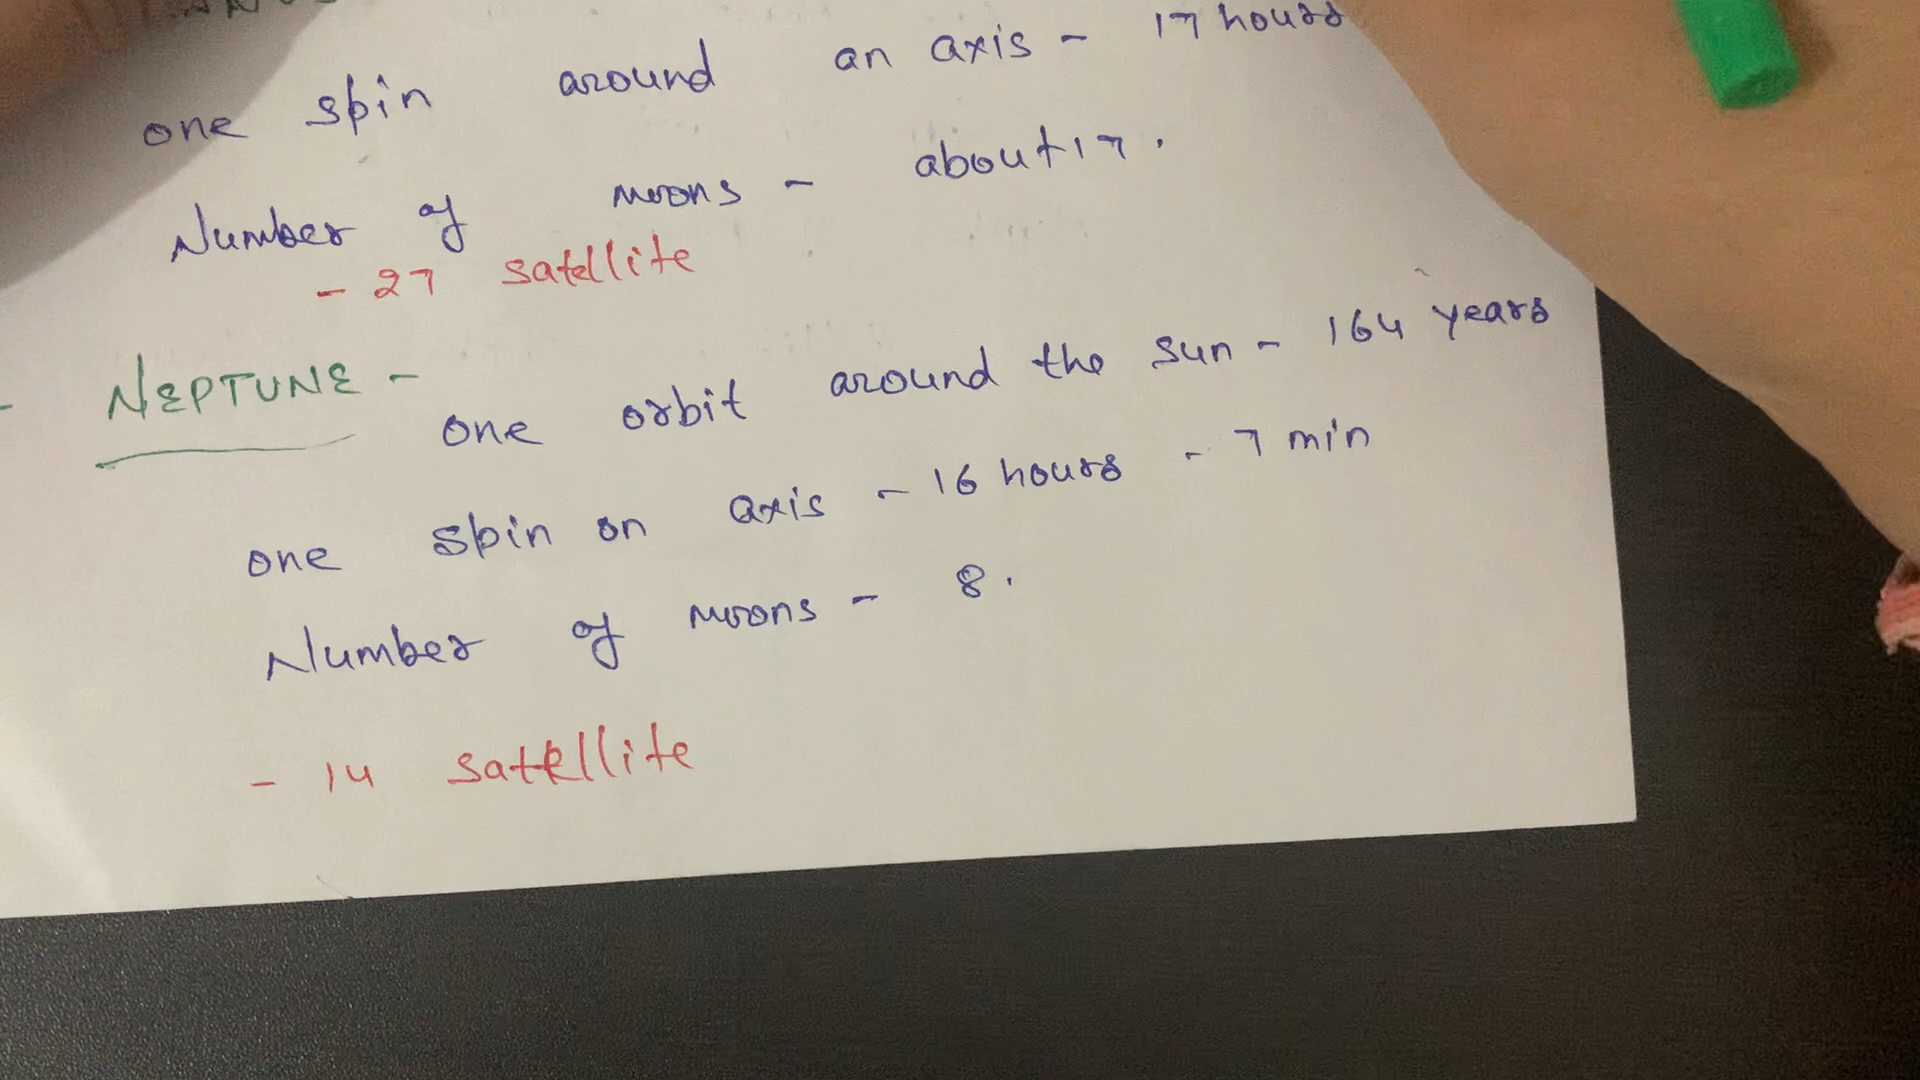 one spin around an axis - 17 hours
Number of moons - about 17.
- 27 satellite
NEPTUNE -
one orbit around the sun - 164 years
one spin on axis - 16 hours - 7 min
Number of moons - 8.
- 14 satellite